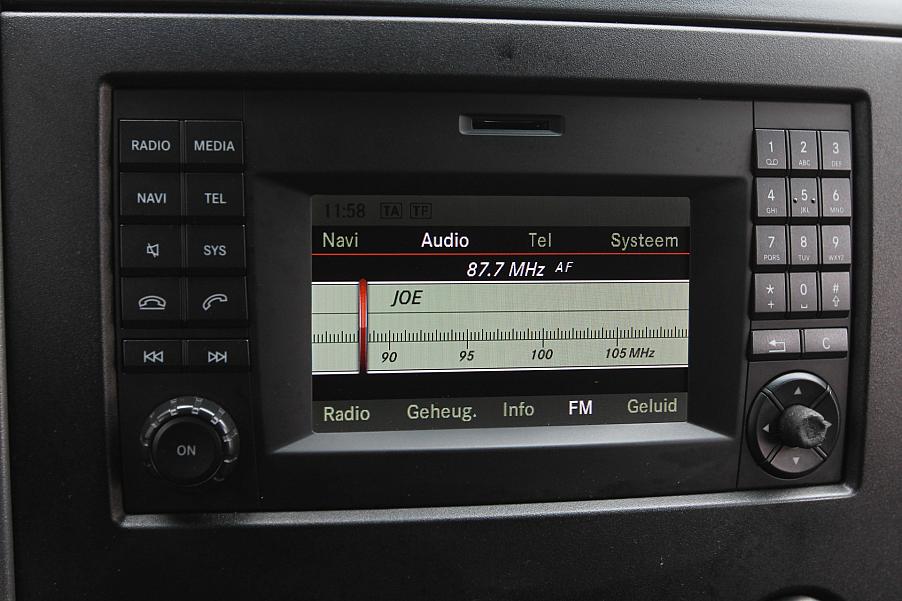 RADIO MEDIA
NAVI TEL
SYS
ON
11:58 TA TP
Navi Audio Tel Systeem
87.7 MHz AF
JOE
90 95 100 105 MHz
Radio Geheug. Info FM Geluid
1 2 3
ABC DEF
4 5 6
GHI JKL MNO
7 8 9
PQRS TUV WXYZ
* 0 #
+
C